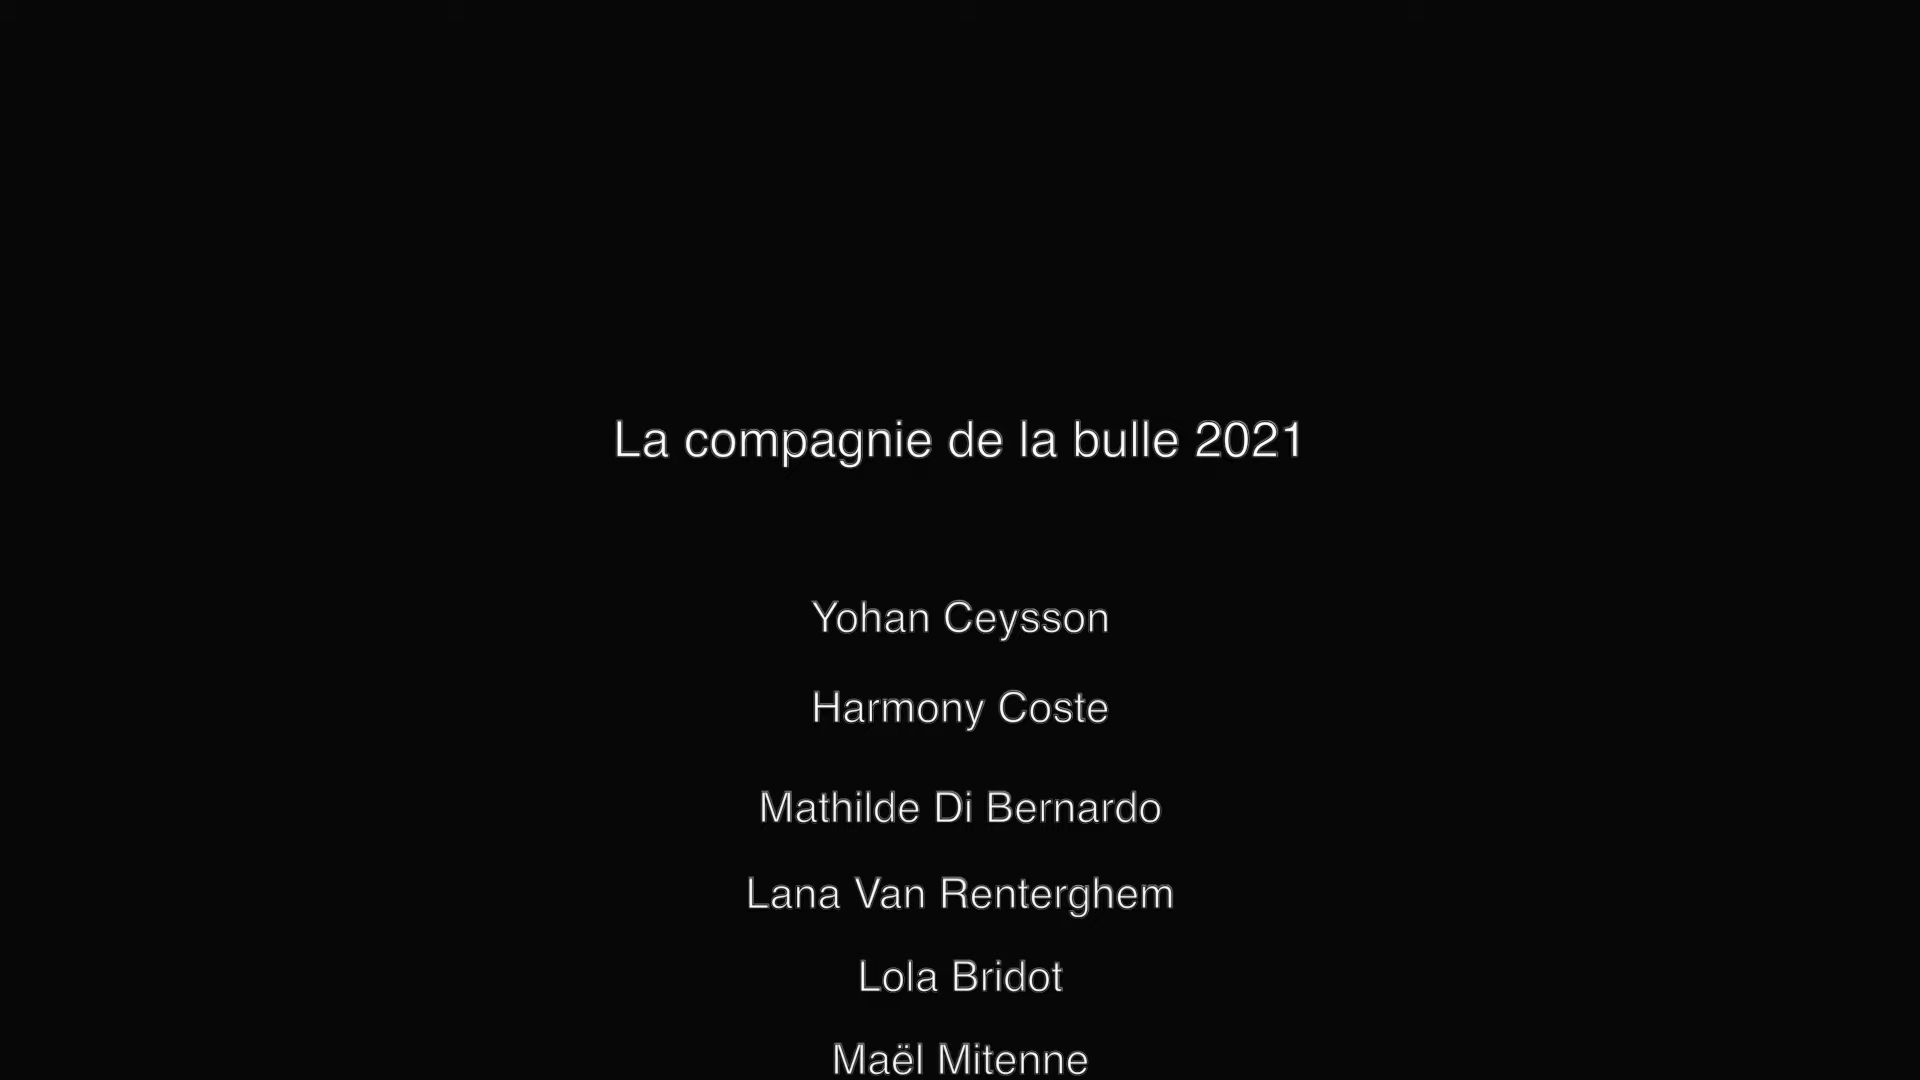 La compagnie de la bulle 2021
Yohan Ceysson
Harmony Coste
Mathilde Di Bernardo
Lana Van Renterghem
Lola Bridot
Maël Mitenne